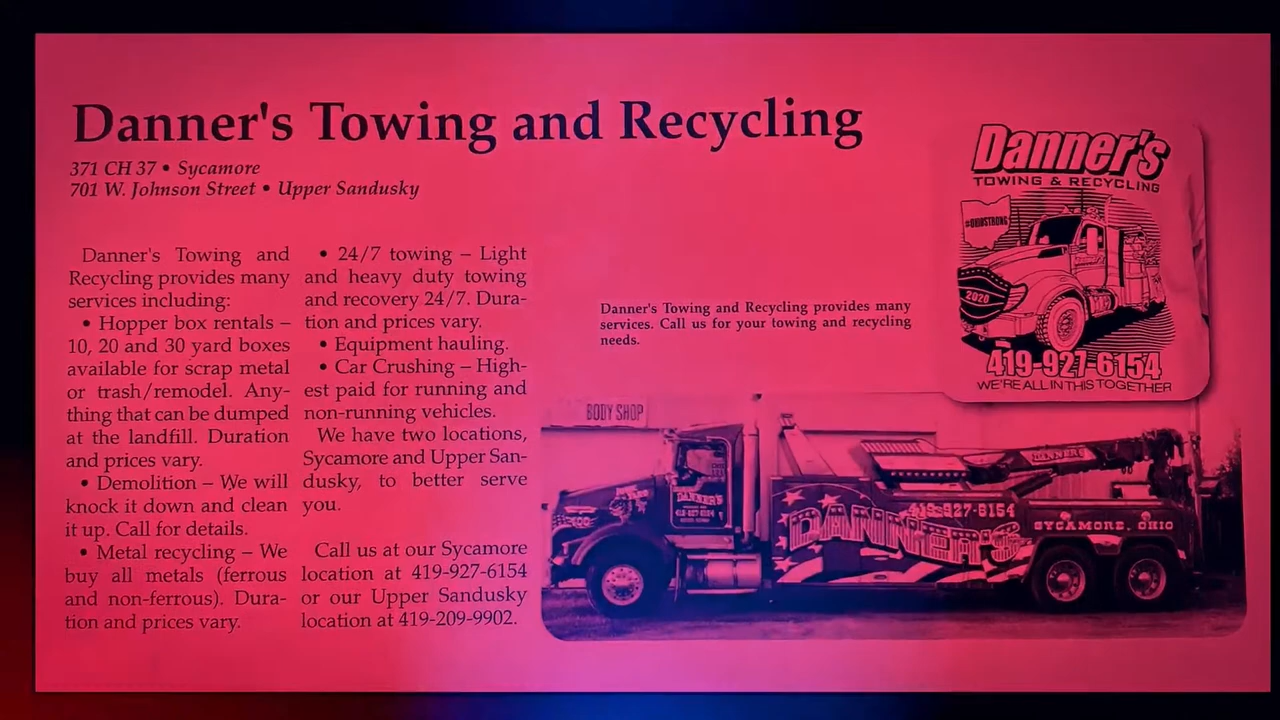 Danner's Towing and Recycling
371 CH 37 • Sycamore
701 W. Johnson Street • Upper Sandusky
Danner's Towing and
Recycling provides many
services including:
• Hopper box rentals –
10, 20 and 30 yard boxes
available for scrap metal
or trash/remodel. Any-
thing that can be dumped
at the landfill. Duration
and prices vary.
• Demolition – We will
knock it down and clean
it up. Call for details.
• Metal recycling – We
buy all metals (ferrous
and non-ferrous). Dura-
tion and prices vary.
• 24/7 towing – Light
and heavy duty towing
and recovery 24/7. Dura-
tion and prices vary.
• Equipment hauling.
• Car Crushing – High-
est paid for running and
non-running vehicles.
We have two locations,
Sycamore and Upper San-
dusky, to better serve
you.
Call us at our Sycamore
location at 419-927-6154
or our Upper Sandusky
location at 419-209-9902.
Danner's Towing and Recycling provides many
services. Call us for your towing and recycling
needs.
Danner's
TOWING & RECYCLING
#OHIOSTRONG
2020
419-927-6154
WE'RE ALL IN THIS TOGETHER
BODY SHOP
DANNER'S
DANNER'S
419-927-6154
419-927-6154
DANNER'S
SYCAMORE, OHIO